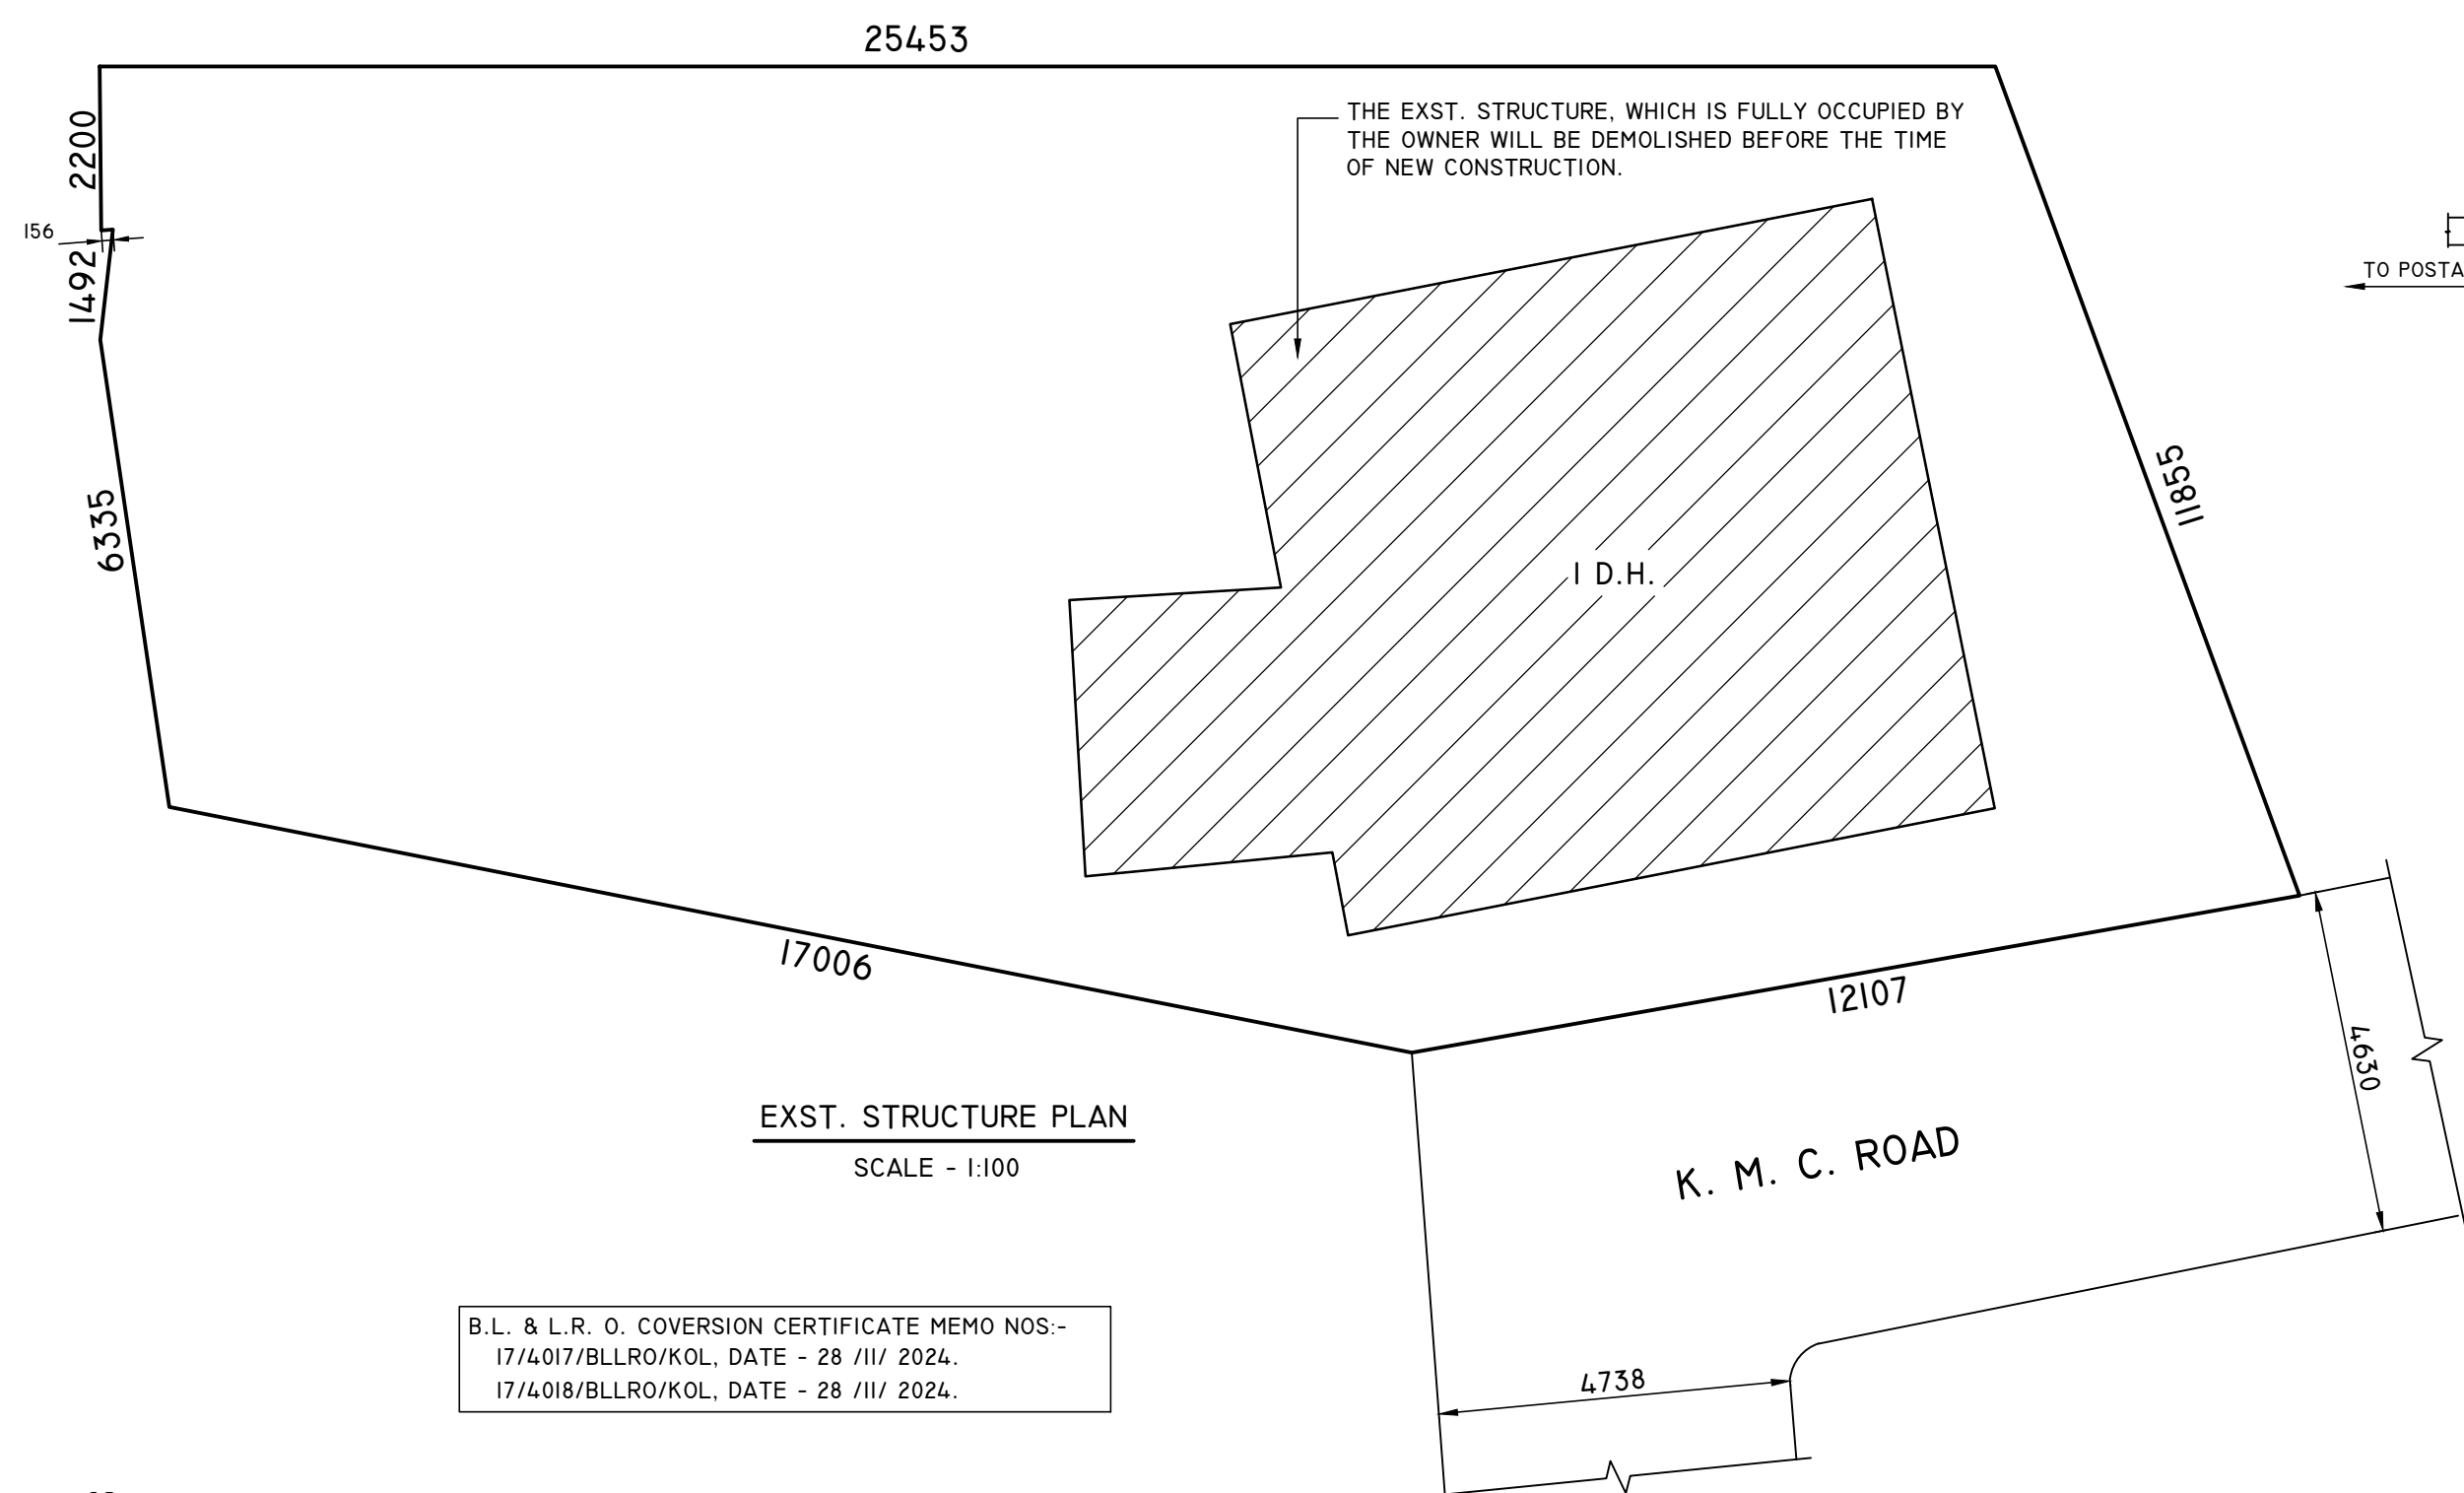 25453
THE EXST. STRUCTURE, WHICH IS FULLY OCCUPIED BY
THE OWNER WILL BE DEMOLISHED BEFORE THE TIME
OF NEW CONSTRUCTION.
2200
156
1492
TO POSTA
11855
6335
1 D.H.
17006
12107
4630
EXST. STRUCTURE PLAN
SCALE - 1:100
K. M. C. ROAD
B.L. & L.R. O. COVERSION CERTIFICATE MEMO NOS:-
17/4017/BLLRO/KOL, DATE - 28 /11/ 2024.
17/4018/BLLRO/KOL, DATE - 28 /11/ 2024.
4738